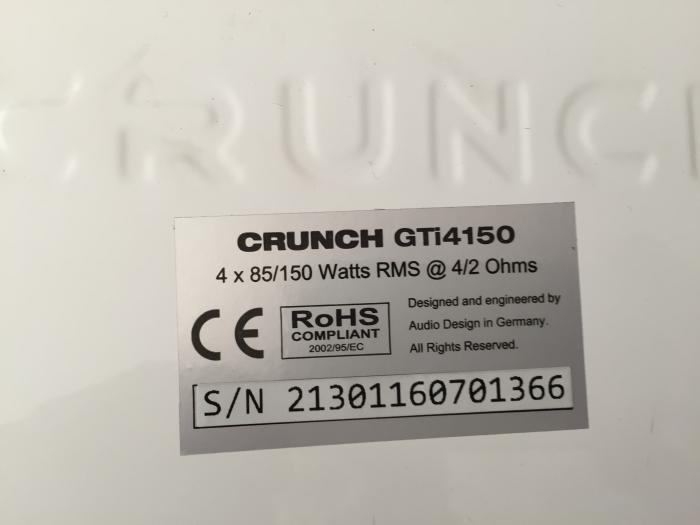 CRUNCH
CRUNCH GTi4150
4 x 85/150 Watts RMS @ 4/2 Ohms
CE
RoHS
COMPLIANT
2002/95/EC
Designed and engineered by
Audio Design in Germany.
All Rights Reserved.
S/N 21301160701366